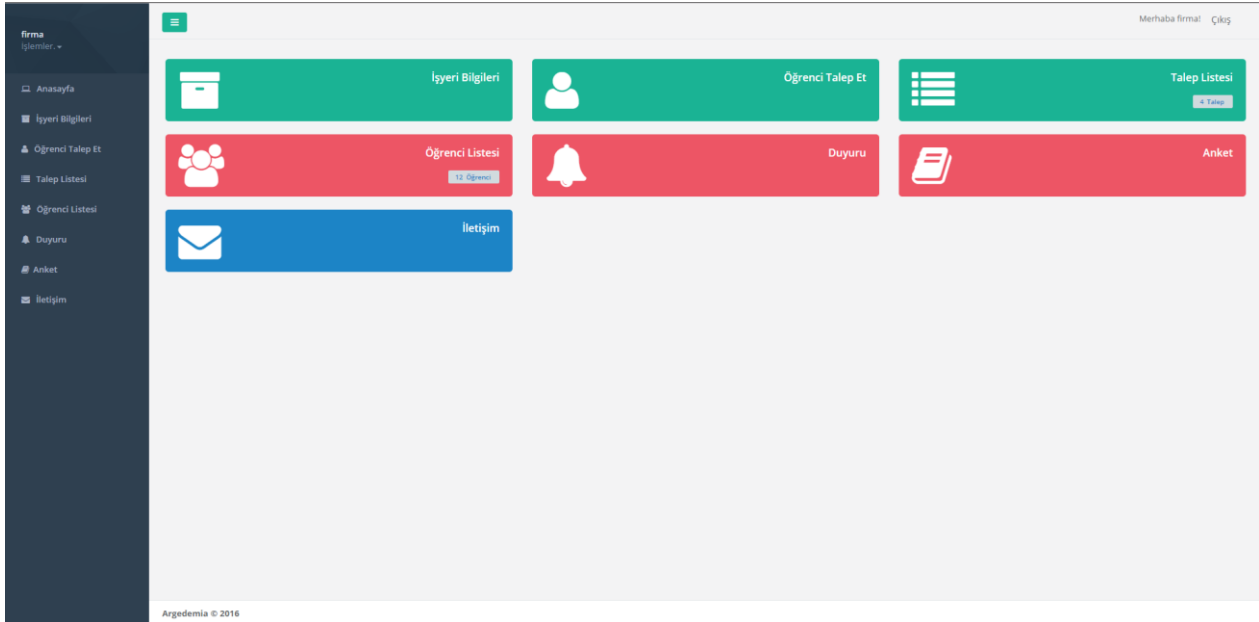 firma
İşlemler.
Anasayfa
İşyeri Bilgileri
Öğrenci Talep Et
Talep Listesi
Öğrenci Listesi
Duyuru
Anket
İletişim
Merhaba firma! Çıkış
İşyeri Bilgileri
Öğrenci Talep Et
Talep Listesi
4 Talep
Öğrenci Listesi
12 Öğrenci
Duyuru
Anket
İletişim
Argedemia © 2016